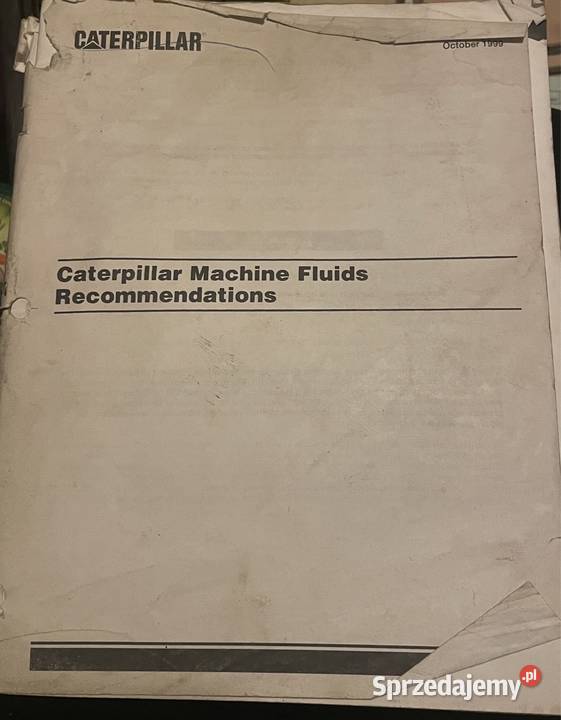 CATERPILLAR
October 1999
Caterpillar Machine Fluids
Recommendations
Sprzedajemy.pl